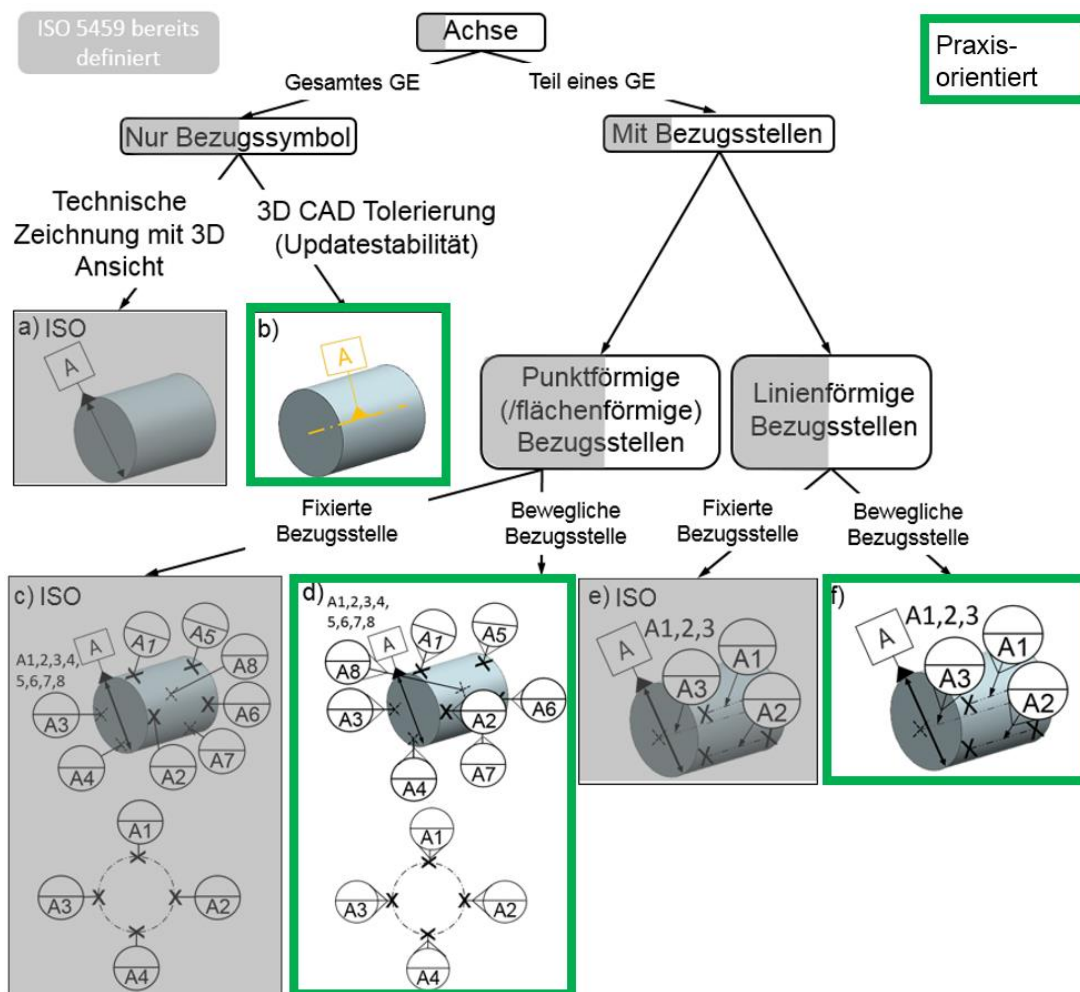 ISO 5459 bereits
definiert
Achse
Praxis-
orientiert
Gesamtes GE
Teil eines GE
Nur Bezugssymbol
Mit Bezugsstellen
Technische
Zeichnung mit 3D
Ansicht
3D CAD Tolerierung
(Updatestabilität)
a) ISO
A
b)
A
Punktförmige
(/flächenförmige)
Bezugsstellen
Linienförmige
Bezugsstellen
Fixierte
Bezugsstelle
Bewegliche
Bezugsstelle
Fixierte
Bezugsstelle
Bewegliche
Bezugsstelle
c) ISO
A1,2,3,4,
5,6,7,8
A
A1
A5
A8
A3
A6
A4
A2
A7
A1
A3
A2
A4
d)
A1,2,3,4,
5,6,7,8
A
A1
A5
A8
A3
A2
A6
A4
A7
A1
A3
A2
A4
e) ISO
A
A1,2,3
A1
A3
A2
f)
A
A1,2,3
A1
A3
A2